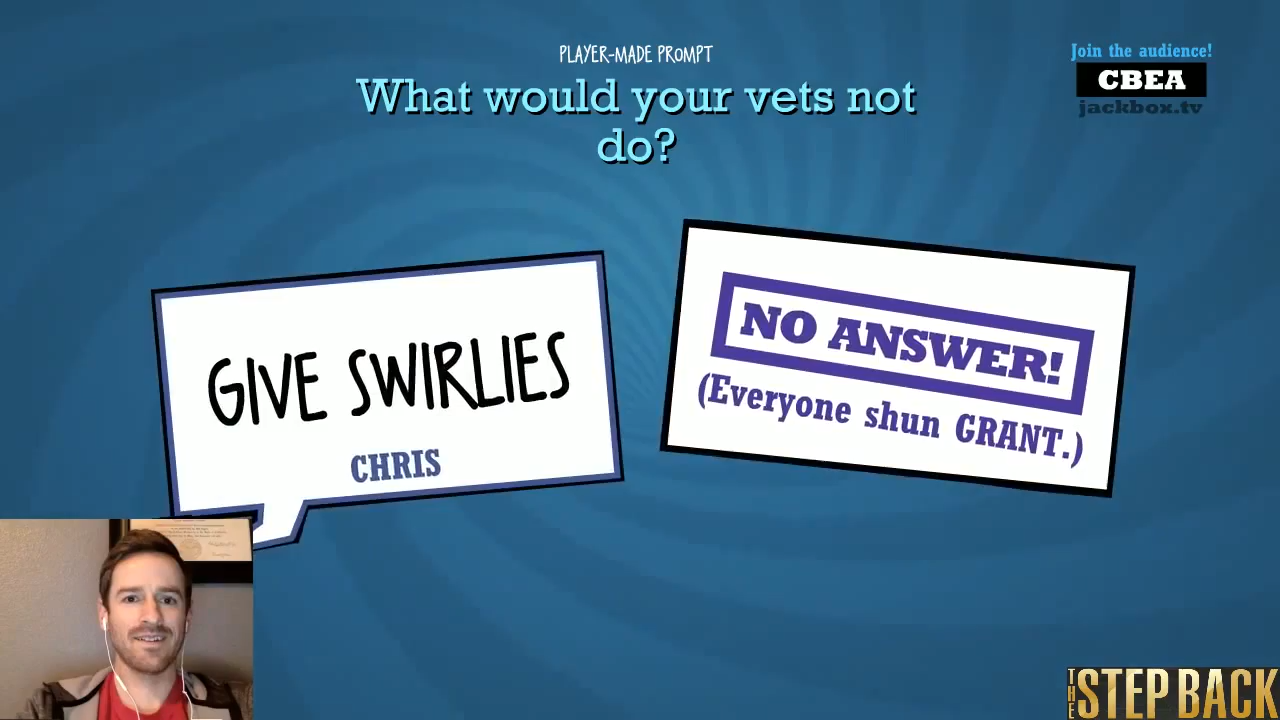 PLAYER-MADE PROMPT
What would your vets not
do?
Join the audience!
CBEA
jackbox.tv
GIVE SWIRLIES
CHRIS
NO ANSWER!
(Everyone shun GRANT.)
THE STEP BACK